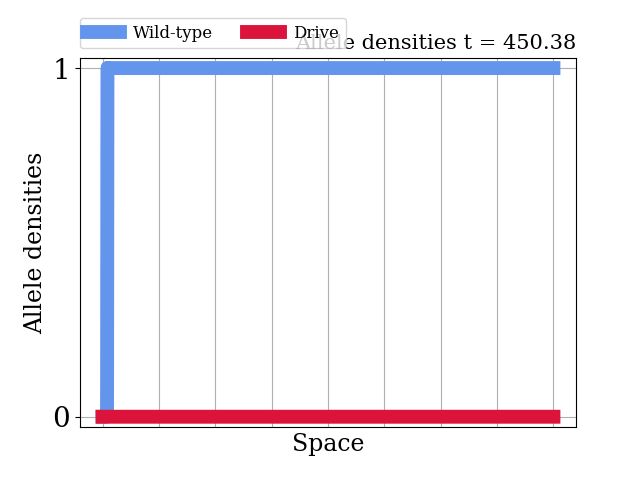 Wild-type Drive
Allele densities t = 450.38
1
Allele densities
0
Space